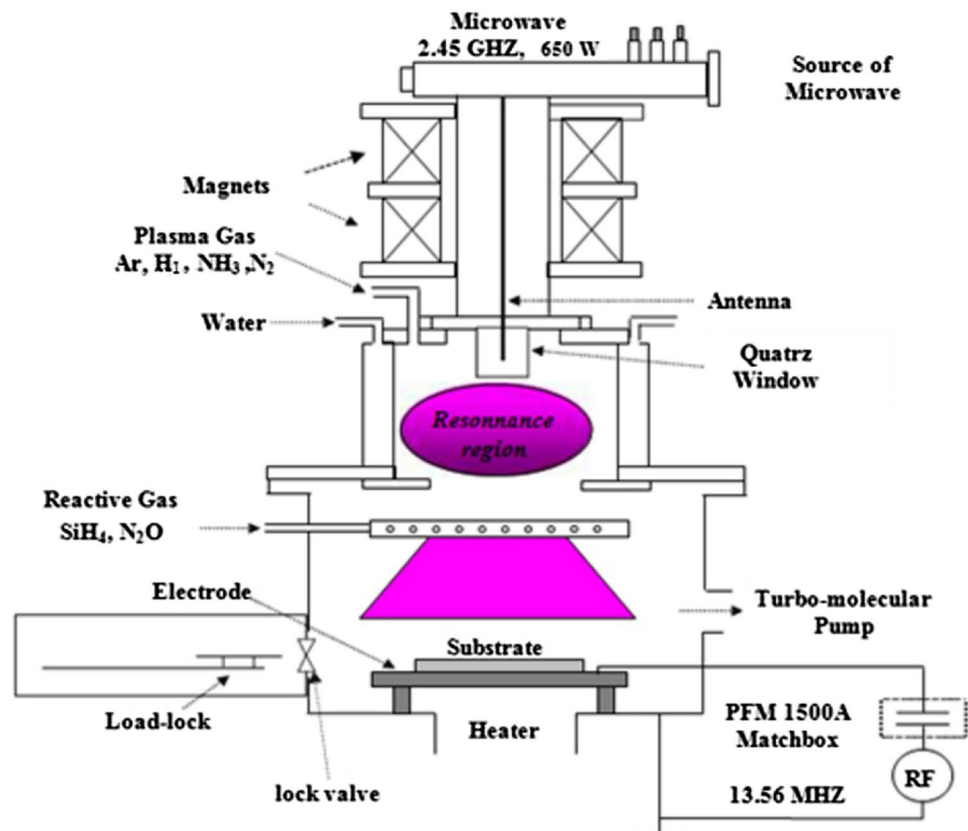 Microwave
2.45 GHZ, 650 W
Source of
Microwave
Magnets
Plasma Gas
Ar, H₁, NH₃ ,N₂
Water
Antenna
Quatrz
Window
Resonnance
region
Reactive Gas
SiH₄, N₂O
Electrode
Turbo-molecular
Pump
Substrate
Load-lock
Heater
PFM 1500A
Matchbox
RF
lock valve
13.56 MHZ